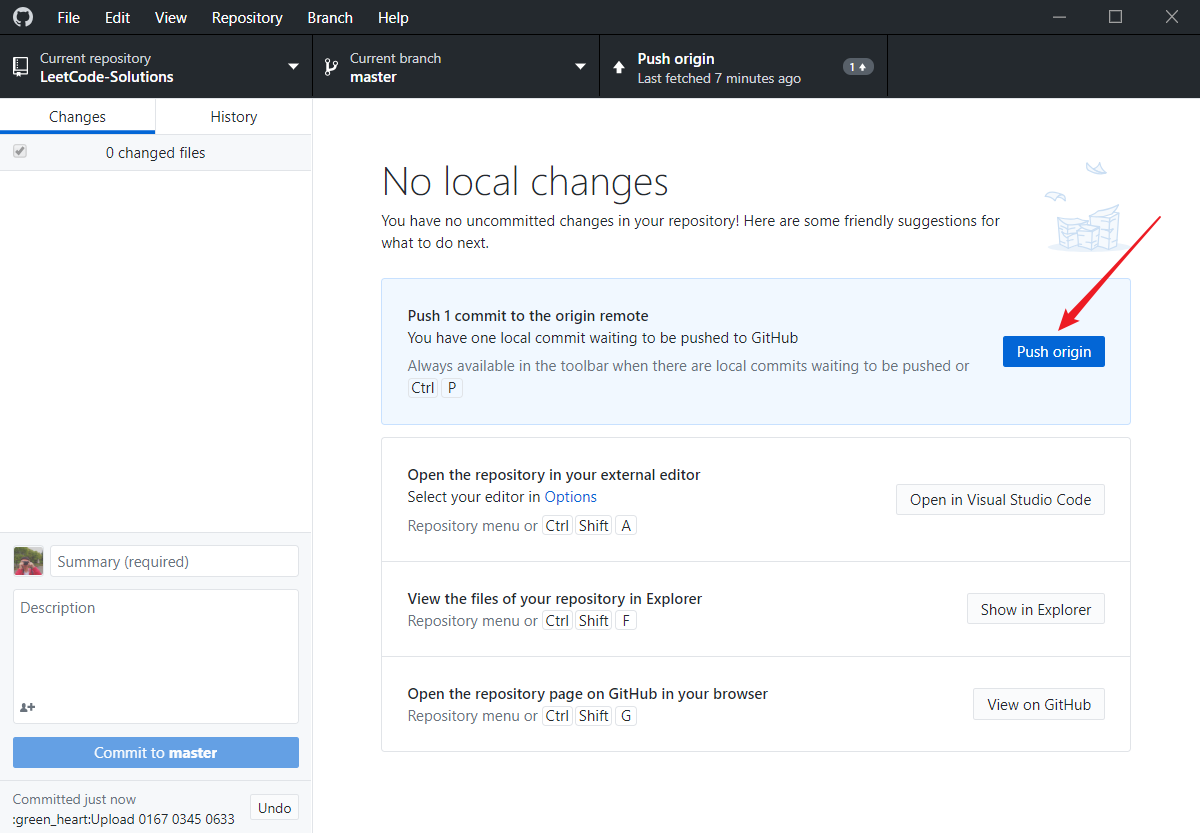 File Edit View Repository Branch Help
Current repository
LeetCode-Solutions
Current branch
master
Push origin
Last fetched 7 minutes ago
1
Changes
History
0 changed files
No local changes
You have no uncommitted changes in your repository! Here are some friendly suggestions for
what to do next.
Push 1 commit to the origin remote
You have one local commit waiting to be pushed to GitHub
Always available in the toolbar when there are local commits waiting to be pushed or
Ctrl P
Push origin
Open the repository in your external editor
Select your editor in Options
Repository menu or Ctrl Shift A
Open in Visual Studio Code
View the files of your repository in Explorer
Repository menu or Ctrl Shift F
Show in Explorer
Open the repository page on GitHub in your browser
Repository menu or Ctrl Shift G
View on GitHub
Summary (required)
Description
Commit to master
Committed just now
:green_heart:Upload 0167 0345 0633
Undo